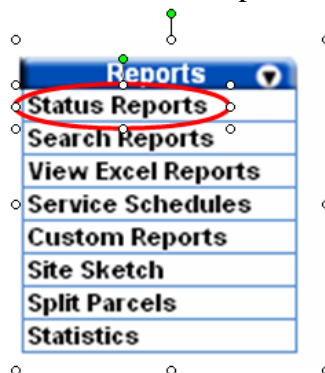 Reports
Status Reports
Search Reports
View Excel Reports
Service Schedules
Custom Reports
Site Sketch
Split Parcels
Statistics